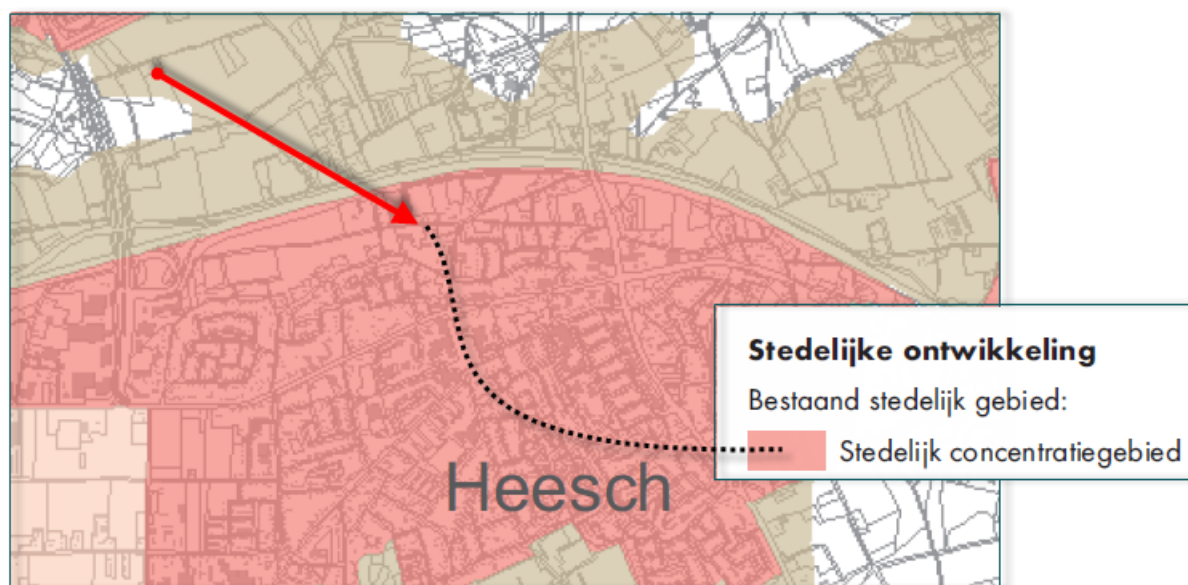 Stedelijke ontwikkeling
Bestaand stedelijk gebied:
Stedelijk concentratiegebied
Heesch